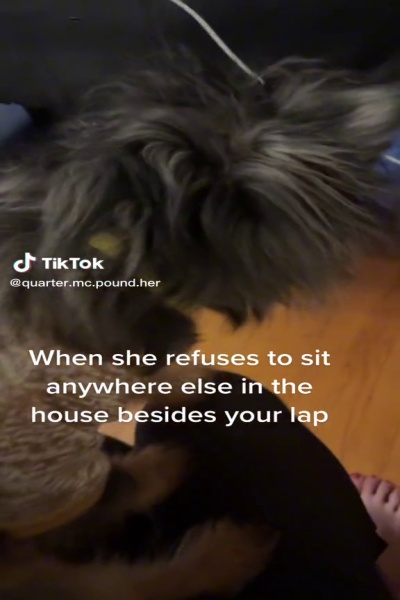 TikTok
@quarter.mc.pound.her
When she refuses to sit
anywhere else in the
house besides your lap